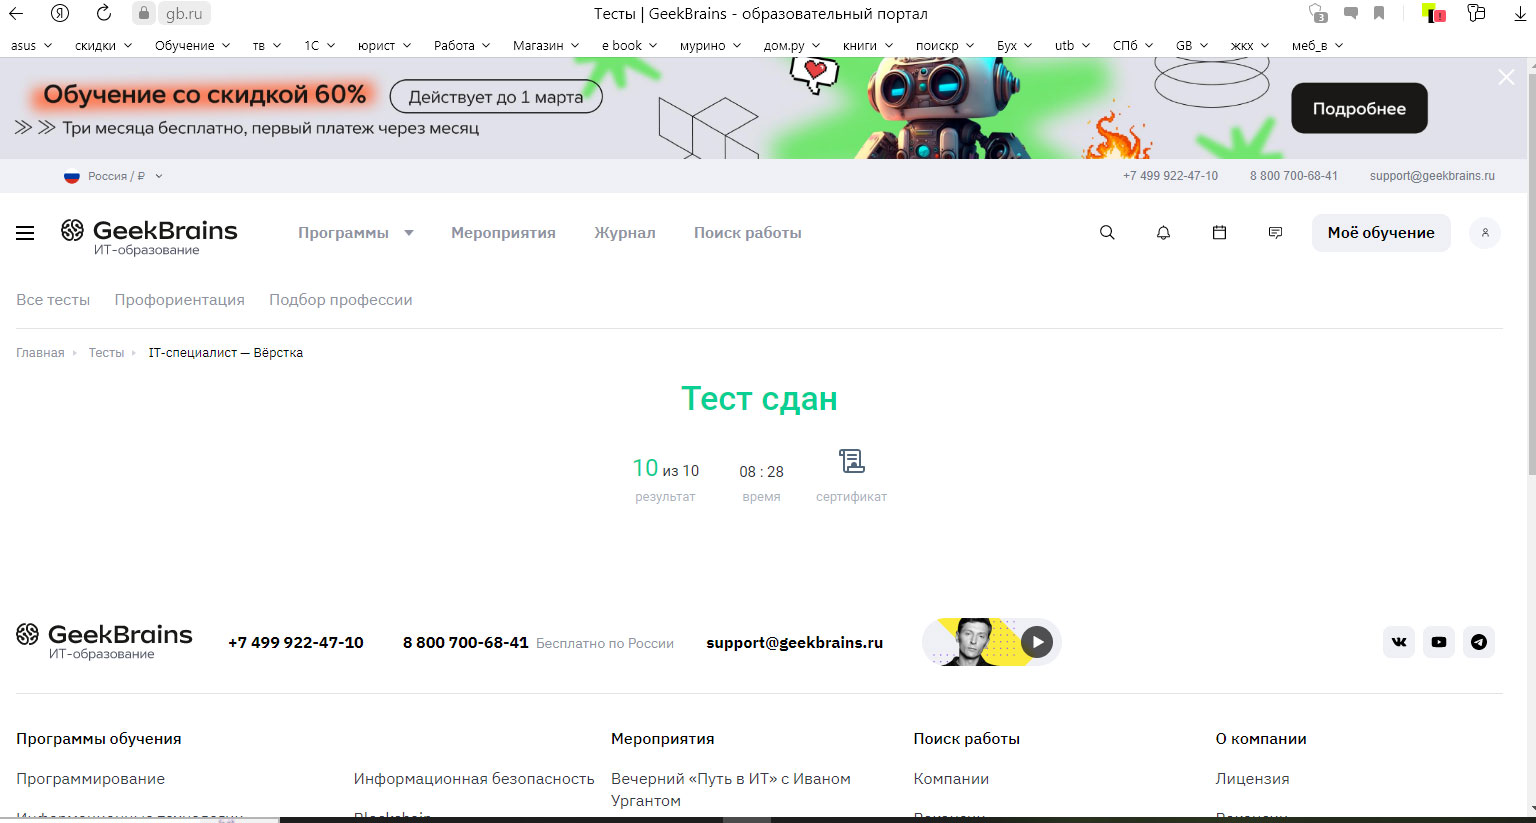 gb.ru
Тесты | GeekBrains - образовательный портал
3
asus скидки Обучение тв 1С юрист Работа Магазин e book мурино дом.ру книги поискр Бух utb СПб GB жкх меб_в
Обучение со скидкой 60%
Действует до 1 марта
Три месяца бесплатно, первый платеж через месяц
Подробнее
Россия / ₽
+7 499 922-47-10 8 800 700-68-41 support@geekbrains.ru
GeekBrains
ИТ-образование
Программы Мероприятия Журнал Поиск работы
Моё обучение
Все тесты Профориентация Подбор профессии
Главная Тесты IT-специалист — Вёрстка
Тест сдан
10 из 10 08 : 28
результат время сертификат
GeekBrains
ИТ-образование
+7 499 922-47-10 8 800 700-68-41 Бесплатно по России support@geekbrains.ru
Программы обучения Мероприятия Поиск работы О компании
Программирование Информационная безопасность Вечерний «Путь в ИТ» с Иваном Ургантом Компании Лицензия
Информационные технологии Blockchain Вакансии Вакансии